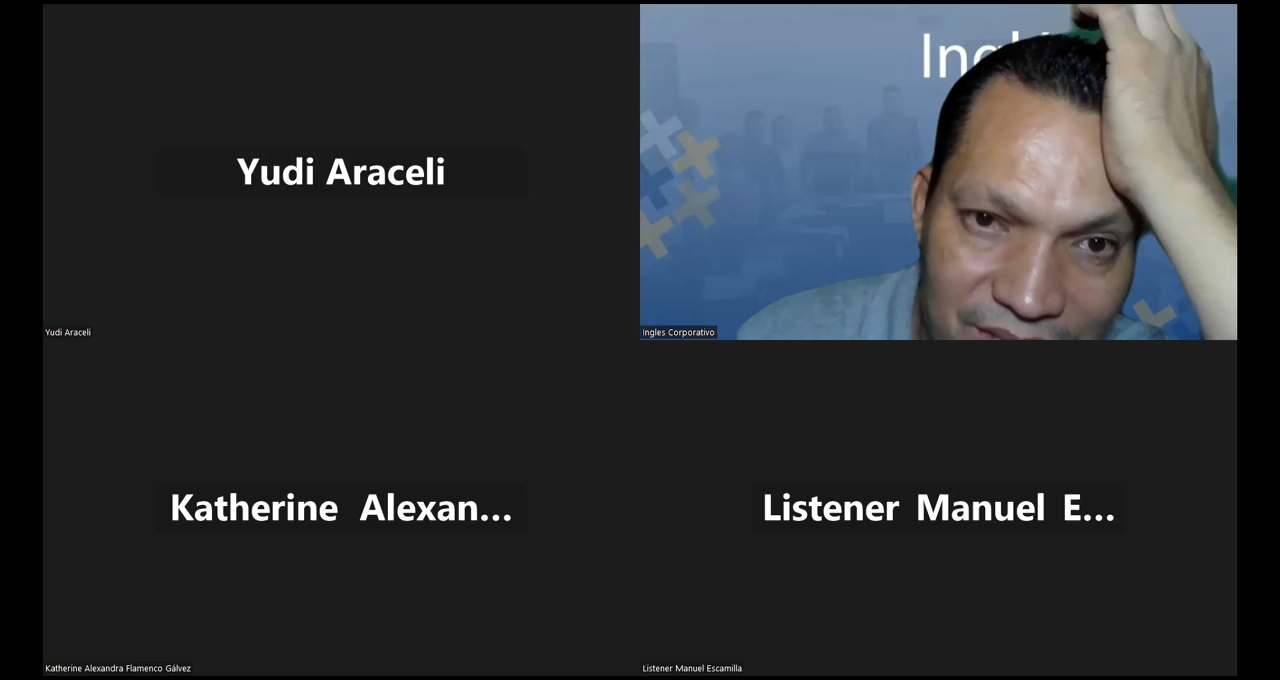 Yudi Araceli
Yudi Araceli
Ingles Corporativo
Katherine Alexan...
Listener Manuel E...
Katherine Alexandra Flamenco Gálvez
Listener Manuel Escamilla